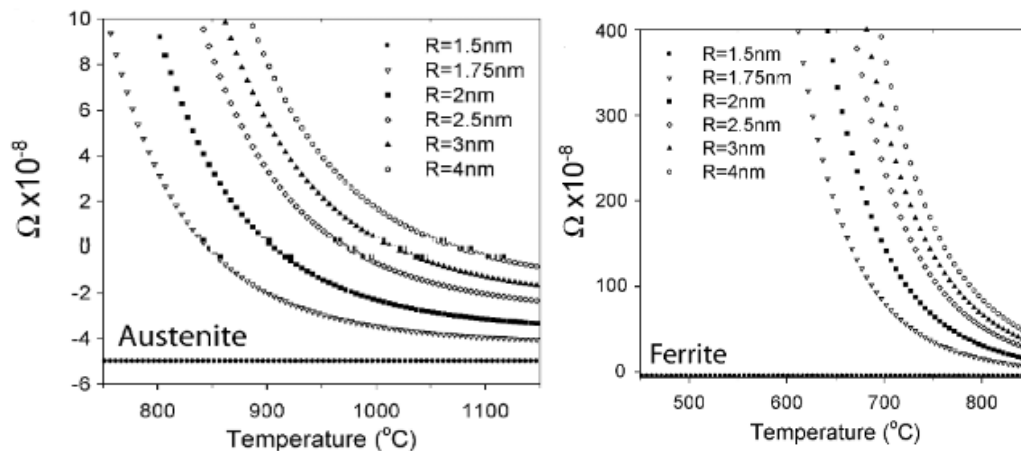 10
8
6
4
2
0
-2
-4
-6
Ω x10⁻⁸
R=1.5nm
R=1.75nm
R=2nm
R=2.5nm
R=3nm
R=4nm
Austenite
800 900 1000 1100
Temperature (°C)
400
300
200
100
0
Ω x10⁻⁸
R=1.5nm
R=1.75nm
R=2nm
R=2.5nm
R=3nm
R=4nm
Ferrite
500 600 700 800
Temperature (°C)